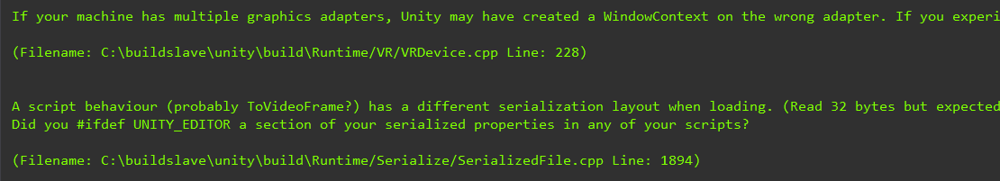 If your machine has multiple graphics adapters, Unity may have created a WindowContext on the wrong adapter. If you experi
(Filename: C:\buildslave\unity\build\Runtime/VR/VRDevice.cpp Line: 228)
A script behaviour (probably ToVideoFrame?) has a different serialization layout when loading. (Read 32 bytes but expected
Did you #ifdef UNITY_EDITOR a section of your serialized properties in any of your scripts?
(Filename: C:\buildslave\unity\build\Runtime/Serialize/SerializedFile.cpp Line: 1894)